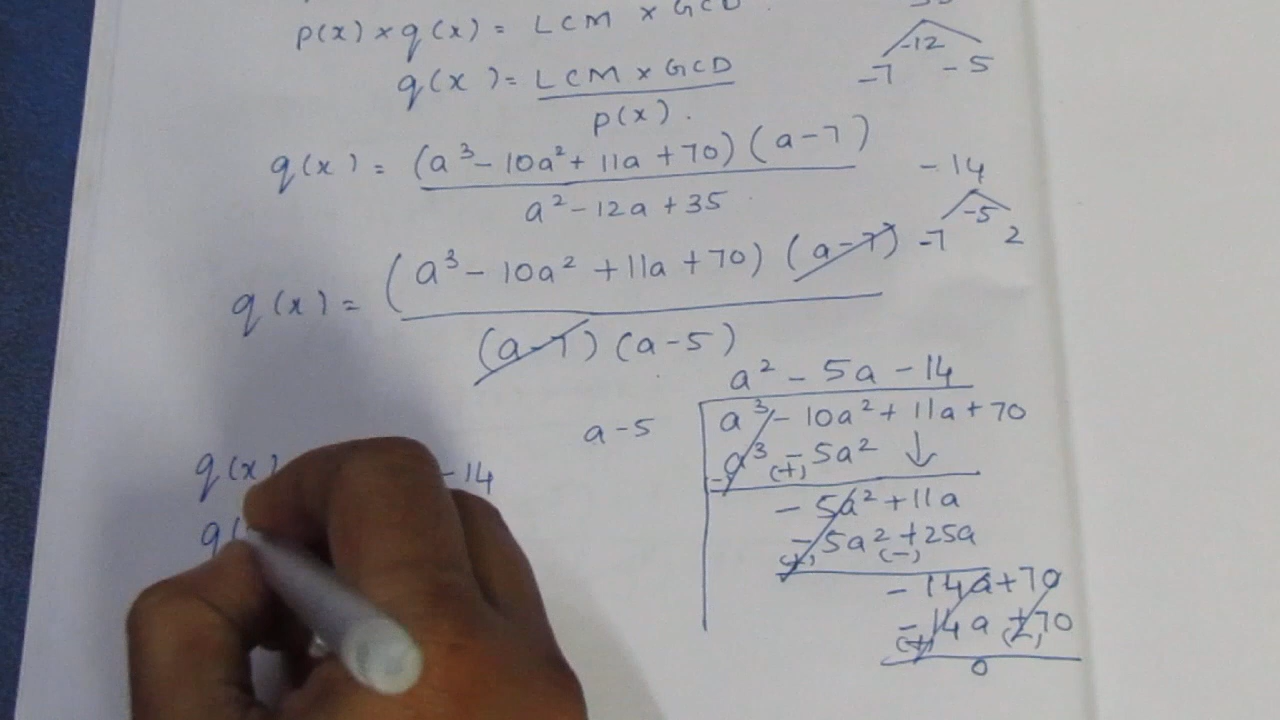 p(x) × q(x) = LCM × GCD.
-12
-7 -5
q(x) = LCM × GCD
p(x).
q(x) = (a³ - 10a² + 11a + 70) (a - 7)
a² - 12a + 35
-14
-5
-7 2
q(x) = (a³ - 10a² + 11a + 70) (a - 7)
(a - 7) (a - 5)
a² - 5a - 14
a - 5
a³ - 10a² + 11a + 70
- a³ (+) - 5a² ↓
- 5a² + 11a
(+) - 5a² (-) + 25a
- 14a + 70
(+) - 14a (-) + 70
0
q(x) - 14
q(